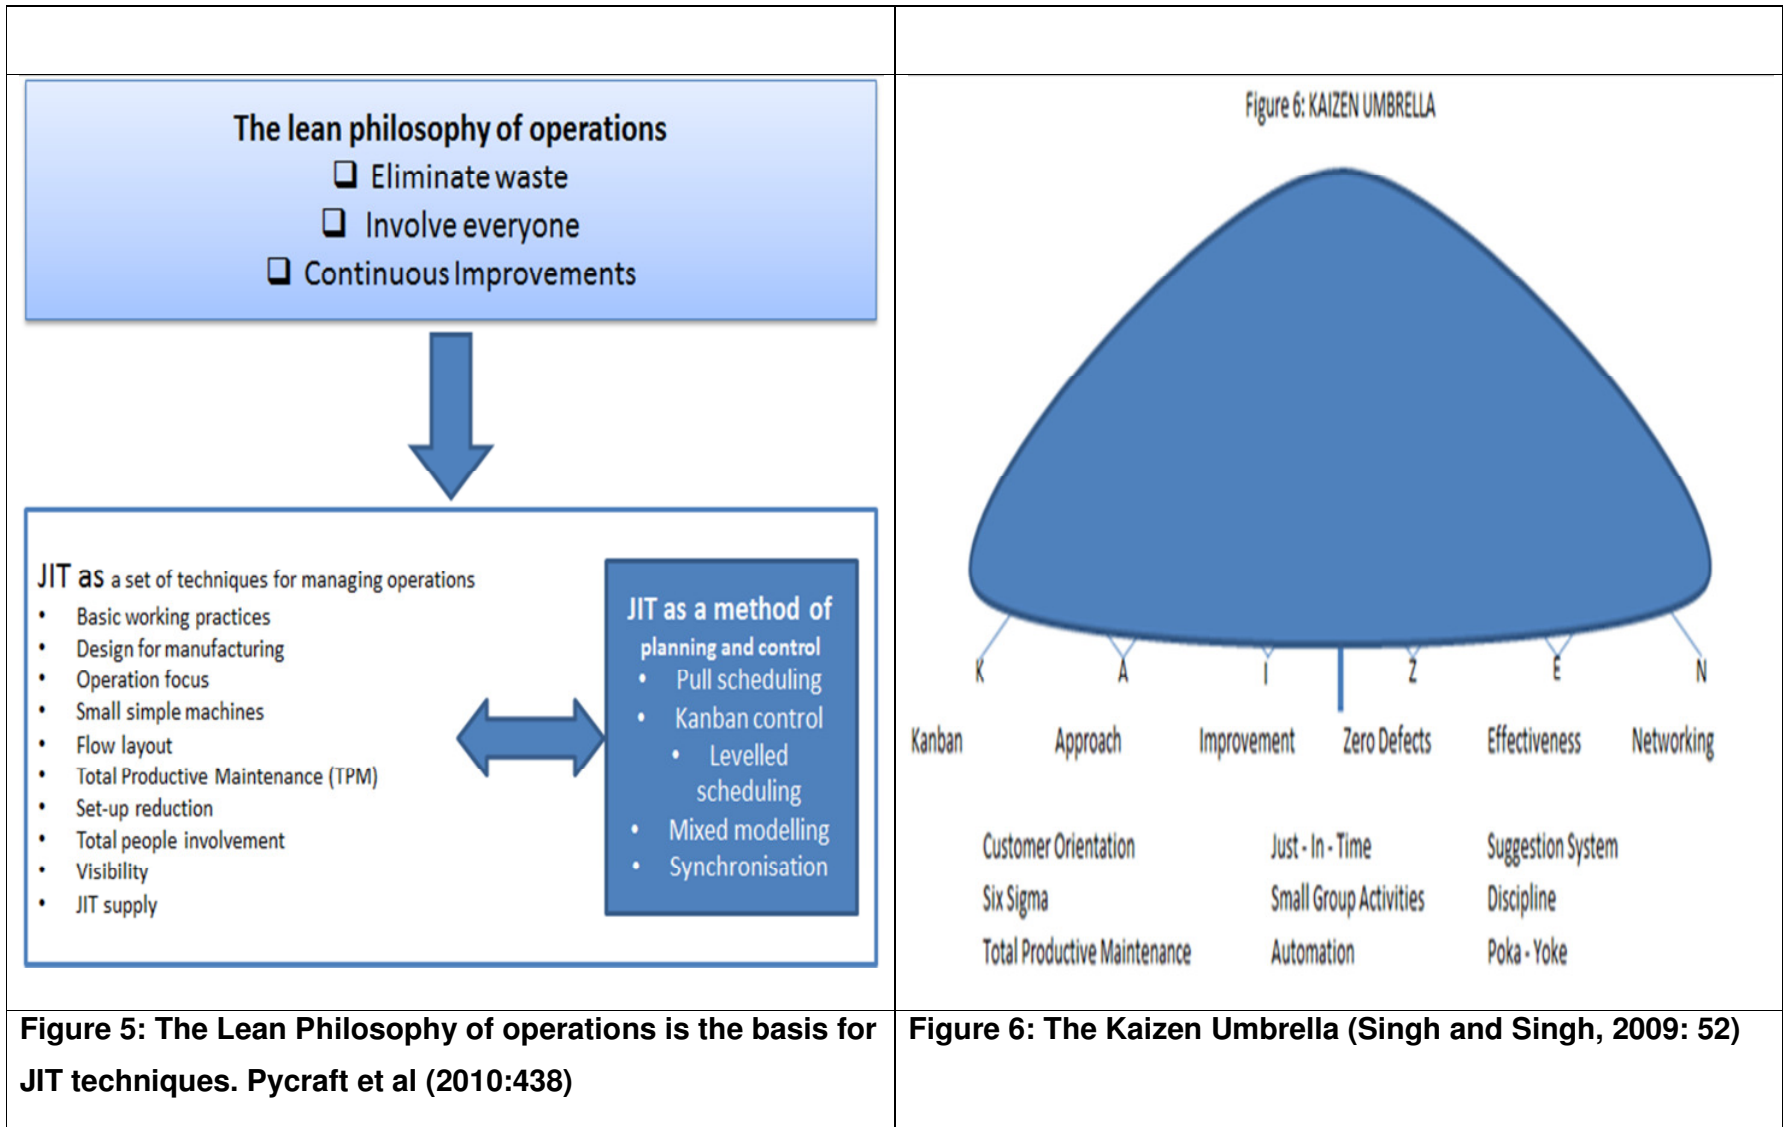 The lean philosophy of operations
❑ Eliminate waste
❑ Involve everyone
❑ Continuous Improvements
JIT as a set of techniques for managing operations
• Basic working practices
• Design for manufacturing
• Operation focus
• Small simple machines
• Flow layout
• Total Productive Maintenance (TPM)
• Set-up reduction
• Total people involvement
• Visibility
• JIT supply
JIT as a method of
planning and control
• Pull scheduling
• Kanban control
• Levelled
scheduling
• Mixed modelling
• Synchronisation
Figure 5: The Lean Philosophy of operations is the basis for
JIT techniques. Pycraft et al (2010:438)
Figure 6: KAIZEN UMBRELLA
K A I Z E N
Kanban Approach Improvement Zero Defects Effectiveness Networking
Customer Orientation Just - In - Time Suggestion System
Six Sigma Small Group Activities Discipline
Total Productive Maintenance Automation Poka - Yoke
Figure 6: The Kaizen Umbrella (Singh and Singh, 2009: 52)